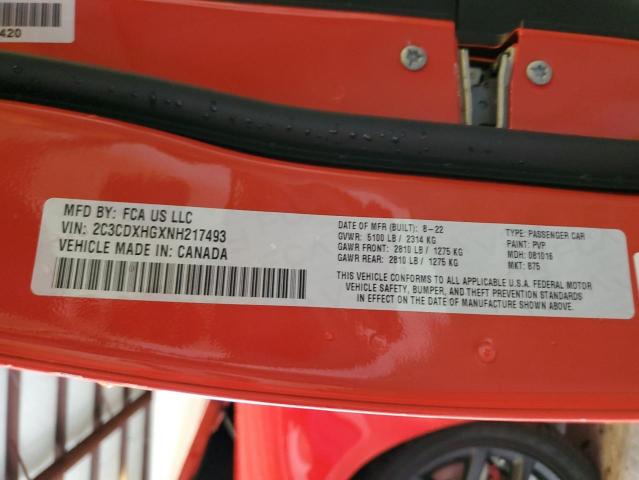 420
MFD BY: FCA US LLC
VIN: 2C3CDXHGXNH217493
VEHICLE MADE IN: CANADA
DATE OF MFR (BUILT): 8-22
GVWR: 5100 LB / 2314 KG
GAWR FRONT: 2810 LB / 1275 KG
GAWR REAR: 2810 LB / 1275 KG
TYPE: PASSENGER CAR
PAINT: PVP
MDH: 081016
MKT: 875
THIS VEHICLE CONFORMS TO ALL APPLICABLE U.S.A. FEDERAL MOTOR
VEHICLE SAFETY, BUMPER, AND THEFT PREVENTION STANDARDS
IN EFFECT ON THE DATE OF MANUFACTURE SHOWN ABOVE.